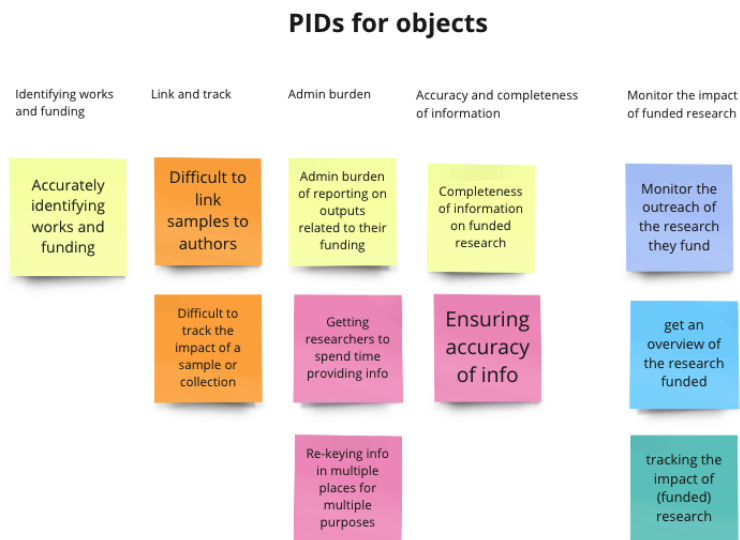 PIDs for objects
Identifying works
and funding
Link and track
Admin burden
Accuracy and completeness
of information
Monitor the impact
of funded research
Accurately
identifying
works and
funding
Difficult to
link
samples to
authors
Admin burden
of reporting on
outputs
related to their
funding
Completeness
of information
on funded
research
Monitor the
outreach of
the research
they fund
Difficult to
track the
impact of a
sample or
collection
Getting
researchers to
spend time
providing info
Ensuring
accuracy
of info
get an
overview of
the research
funded
Re-keying info
in multiple
places for
multiple
purposes
tracking the
impact of
(funded)
research